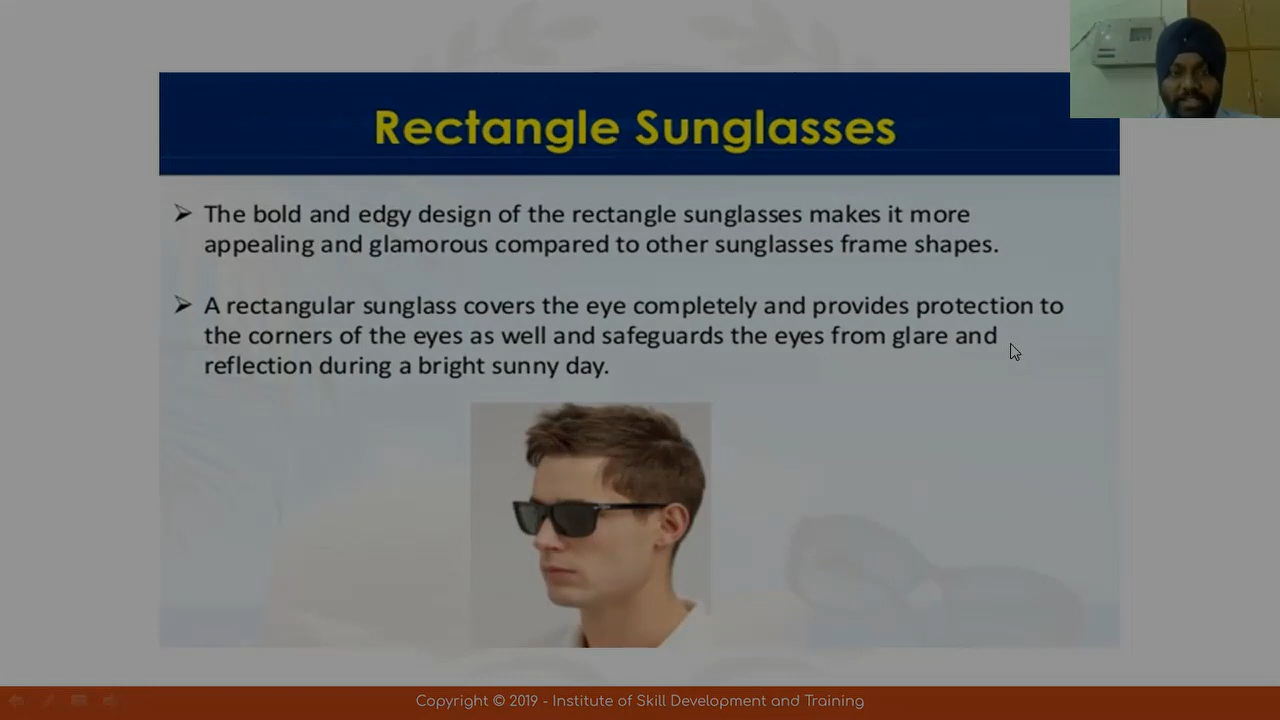 Rectangle Sunglasses
➢ The bold and edgy design of the rectangle sunglasses makes it more
appealing and glamorous compared to other sunglasses frame shapes.
➢ A rectangular sunglass covers the eye completely and provides protection to
the corners of the eyes as well and safeguards the eyes from glare and
reflection during a bright sunny day.
Copyright © 2019 - Institute of Skill Development and Training